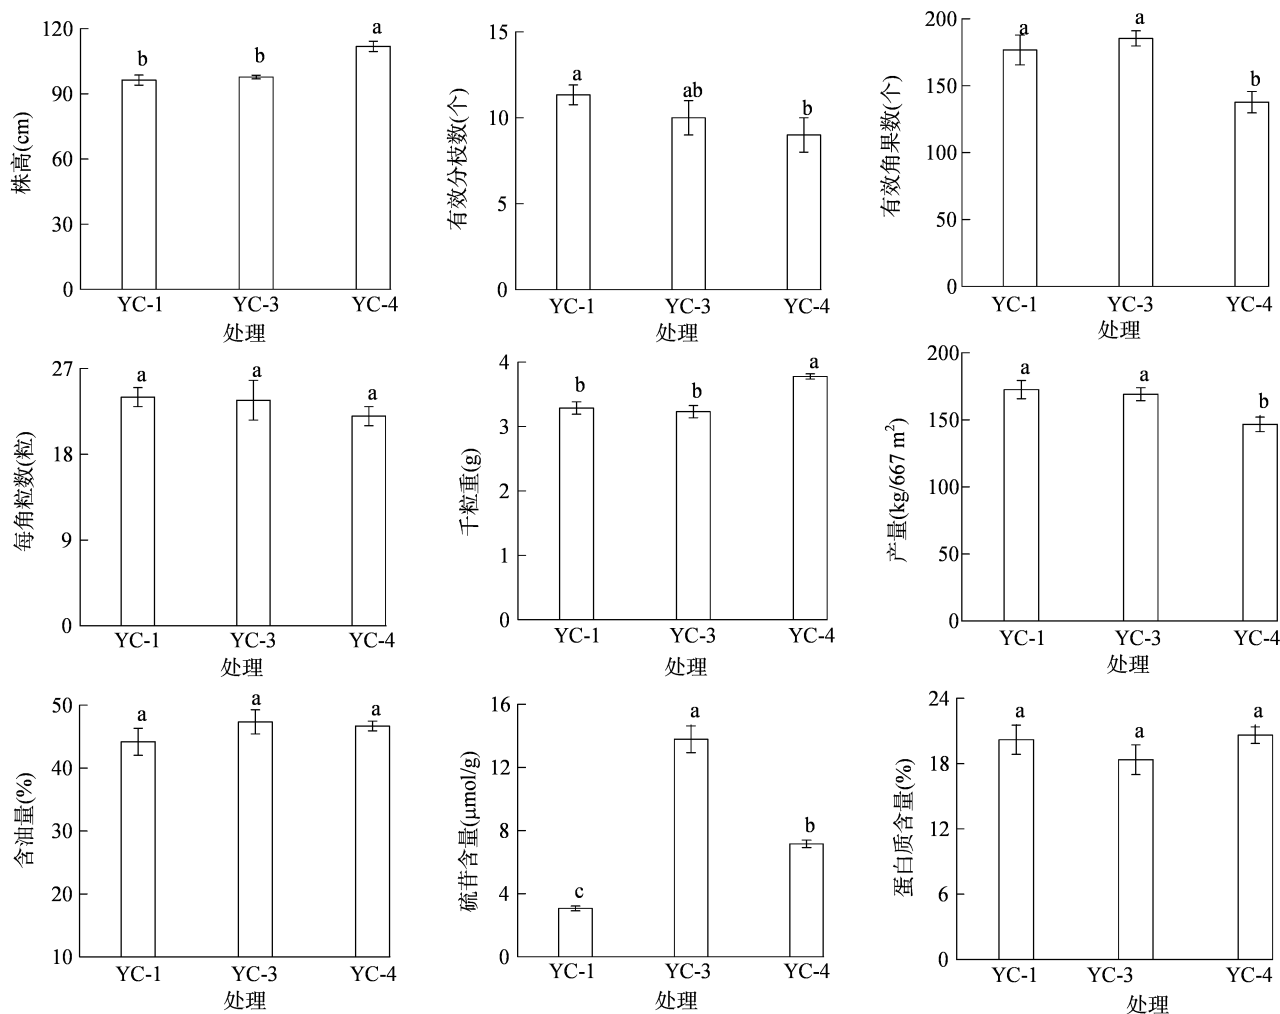 株高(cm)
120
90
60
30
0
b
b
a
YC-1 YC-3 YC-4
处理
有效分枝数(个)
15
10
5
0
a
ab
b
YC-1 YC-3 YC-4
处理
有效角果数(个)
200
150
100
50
0
a
a
b
YC-1 YC-3 YC-4
处理
每角粒数(粒)
27
18
9
0
a
a
a
YC-1 YC-3 YC-4
处理
千粒重(g)
4
3
2
1
0
b
b
a
YC-1 YC-3 YC-4
处理
产量(kg/667 m²)
200
150
100
50
0
a
a
b
YC-1 YC-3 YC-4
处理
含油量(%)
50
40
30
20
10
a
a
a
YC-1 YC-3 YC-4
处理
硫苷含量(μmol/g)
16
12
8
4
0
c
a
b
YC-1 YC-3 YC-4
处理
蛋白质含量(%)
24
18
12
6
0
a
a
a
YC-1 YC-3 YC-4
处理